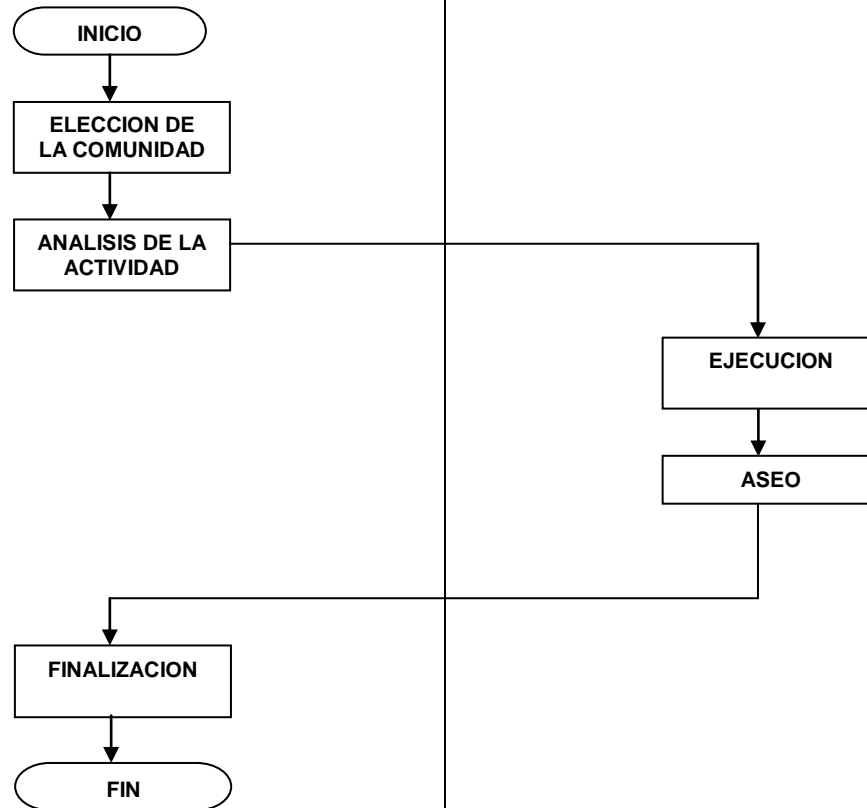 INICIO
ELECCION DE
LA COMUNIDAD
ANALISIS DE LA
ACTIVIDAD
EJECUCION
ASEO
FINALIZACION
FIN